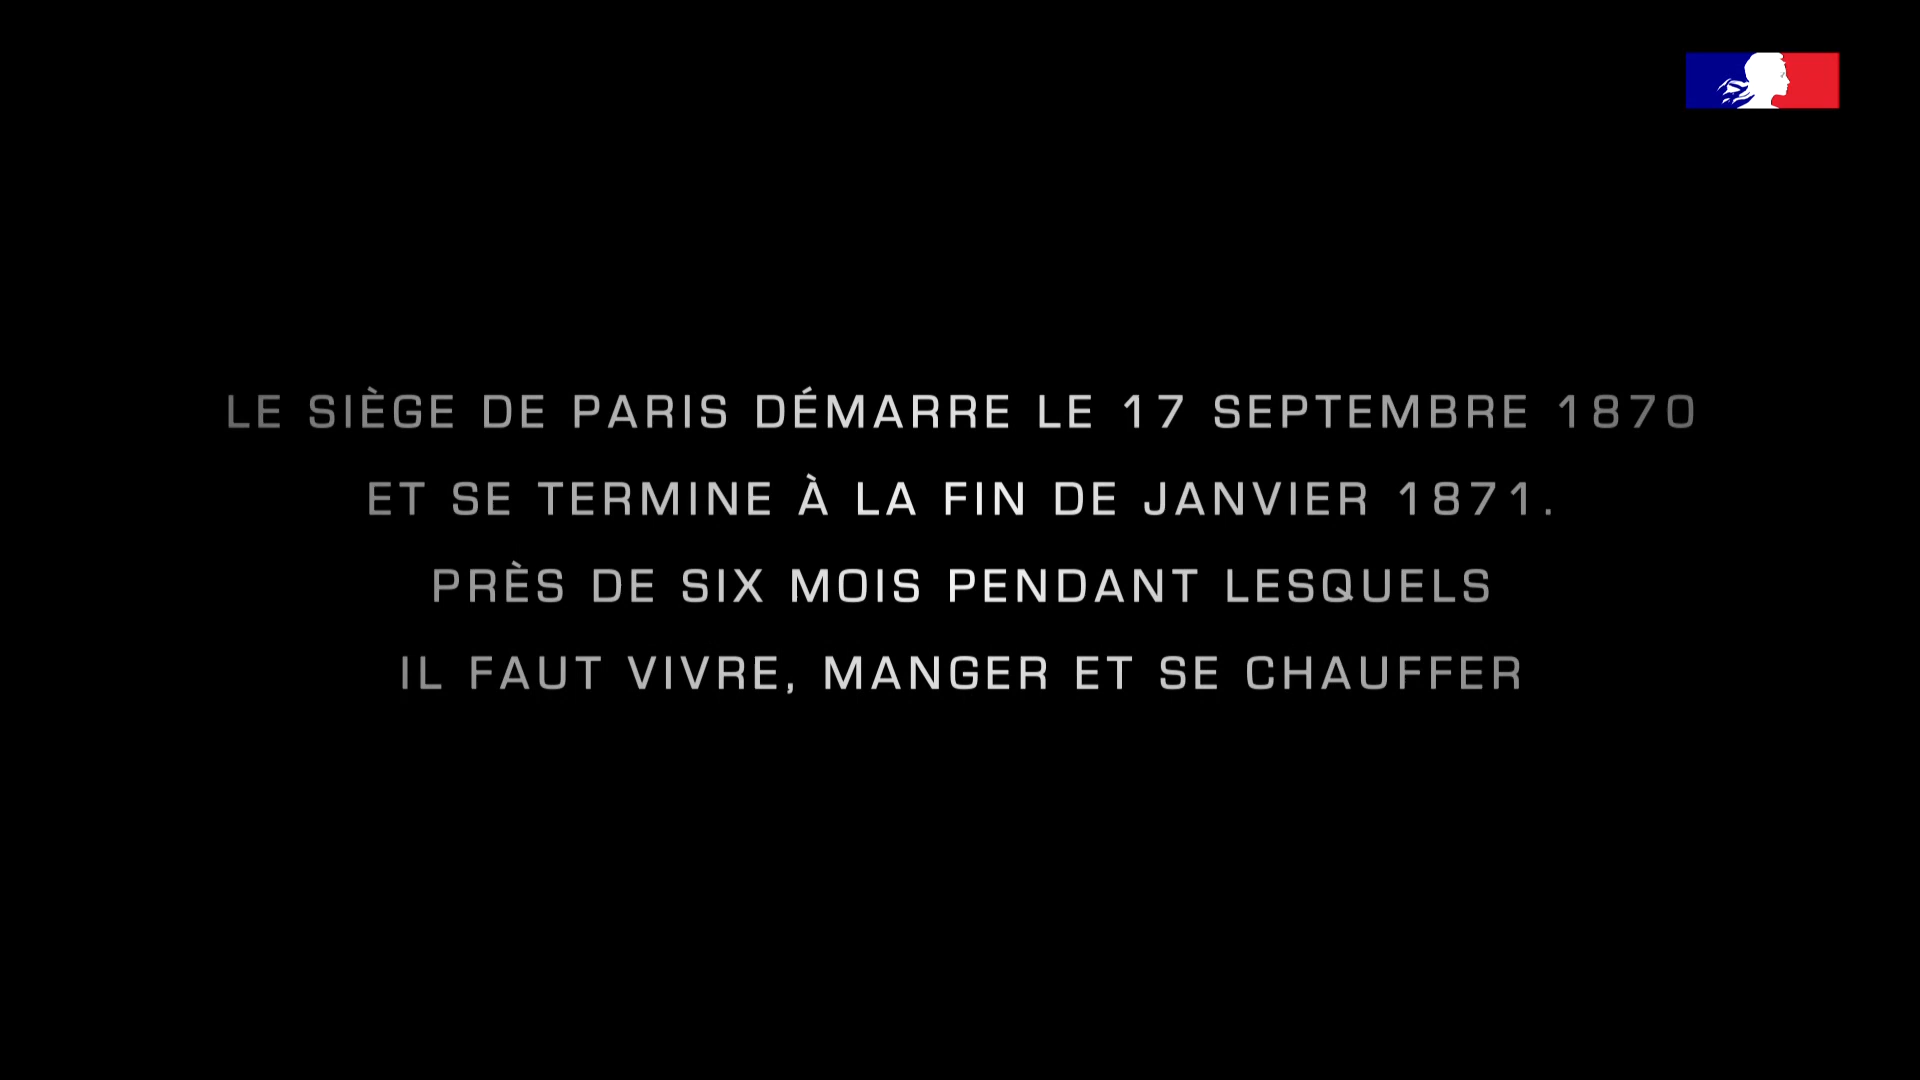 LE SIÈGE DE PARIS DÉMARRE LE 17 SEPTEMBRE 1870
ET SE TERMINE À LA FIN DE JANVIER 1871.
PRÈS DE SIX MOIS PENDANT LESQUELS
IL FAUT VIVRE, MANGER ET SE CHAUFFER